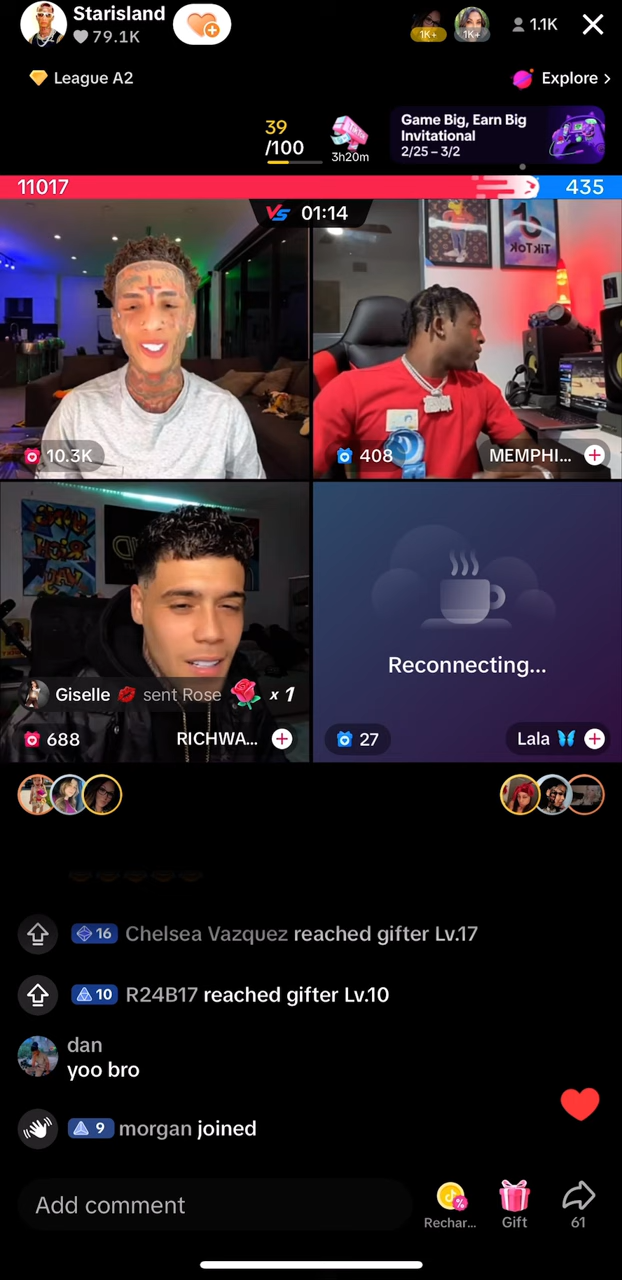 Starisland
79.1K
1K+
1K+
1.1K
League A2
Explore >
39
/100
3h20m
Game Big, Earn Big
Invitational
2/25 – 3/2
11017
435
VS 01:14
TikTok
10.3K
408
MEMPHI...
Reconnecting...
Giselle 💋 sent Rose x 1
688
RICHWA...
27
Lala 🦋
16 Chelsea Vazquez reached gifter Lv.17
10 R24B17 reached gifter Lv.10
dan
yoo bro
9 morgan joined
Add comment
Rechar...
Gift
61